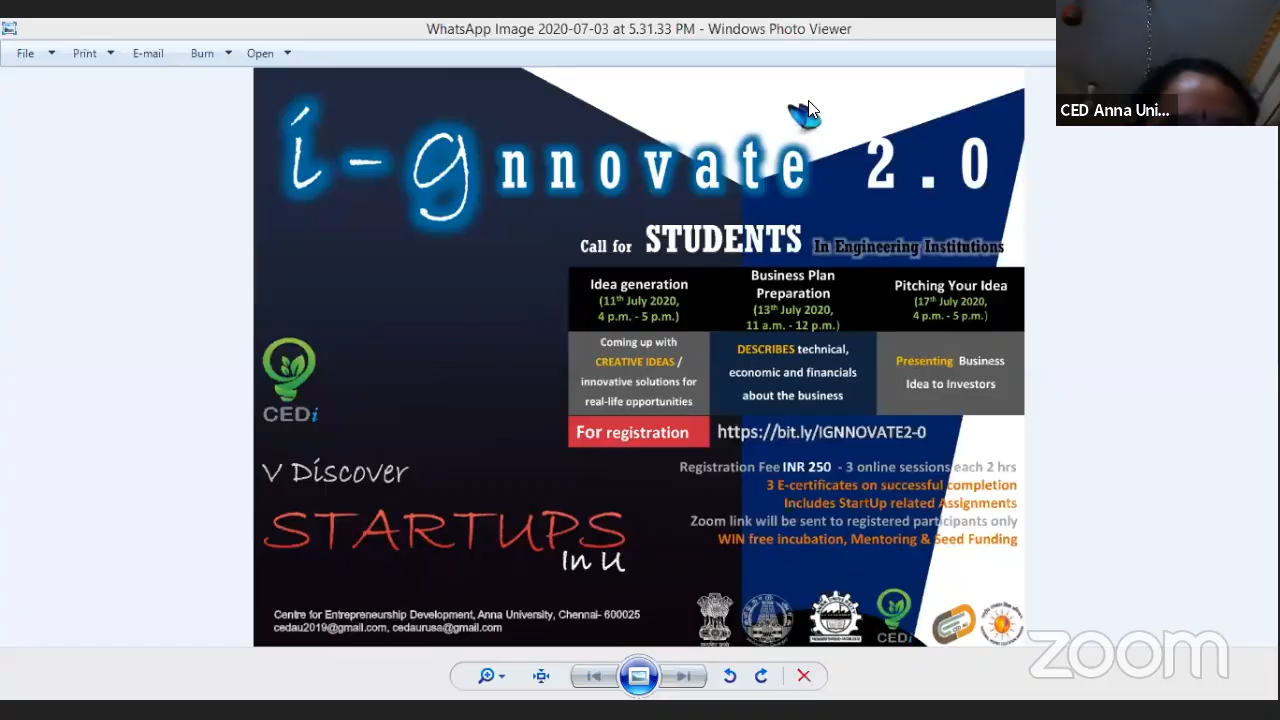 WhatsApp Image 2020-07-03 at 5.31.33 PM - Windows Photo Viewer
File Print E-mail Burn Open
CED Anna Uni...
i-gnnovate 2.0
Call for STUDENTS In Engineering Institutions
Idea generation
(11th July 2020,
4 p.m. - 5 p.m.)
Business Plan
Preparation
(13th July 2020,
11 a.m. - 12 p.m.)
Pitching Your Idea
(17th July 2020,
4 p.m. - 5 p.m.)
Coming up with
CREATIVE IDEAS /
innovative solutions for
real-life opportunities
DESCRIBES technical,
economic and financials
about the business
Presenting Business
Idea to Investors
CEDi
For registration https://bit.ly/IGNNOVATE2-0
Registration Fee INR 250 - 3 online sessions each 2 hrs
3 E-certificates on successful completion
Includes StartUp related Assignments
Zoom link will be sent to registered participants only
WIN free incubation, Mentoring & Seed Funding
V Discover
STARTUPS
In U
Centre for Entrepreneurship Development, Anna University, Chennai- 600025
cedau2019@gmail.com, cedaurusa@gmail.com
CEDi
zoom